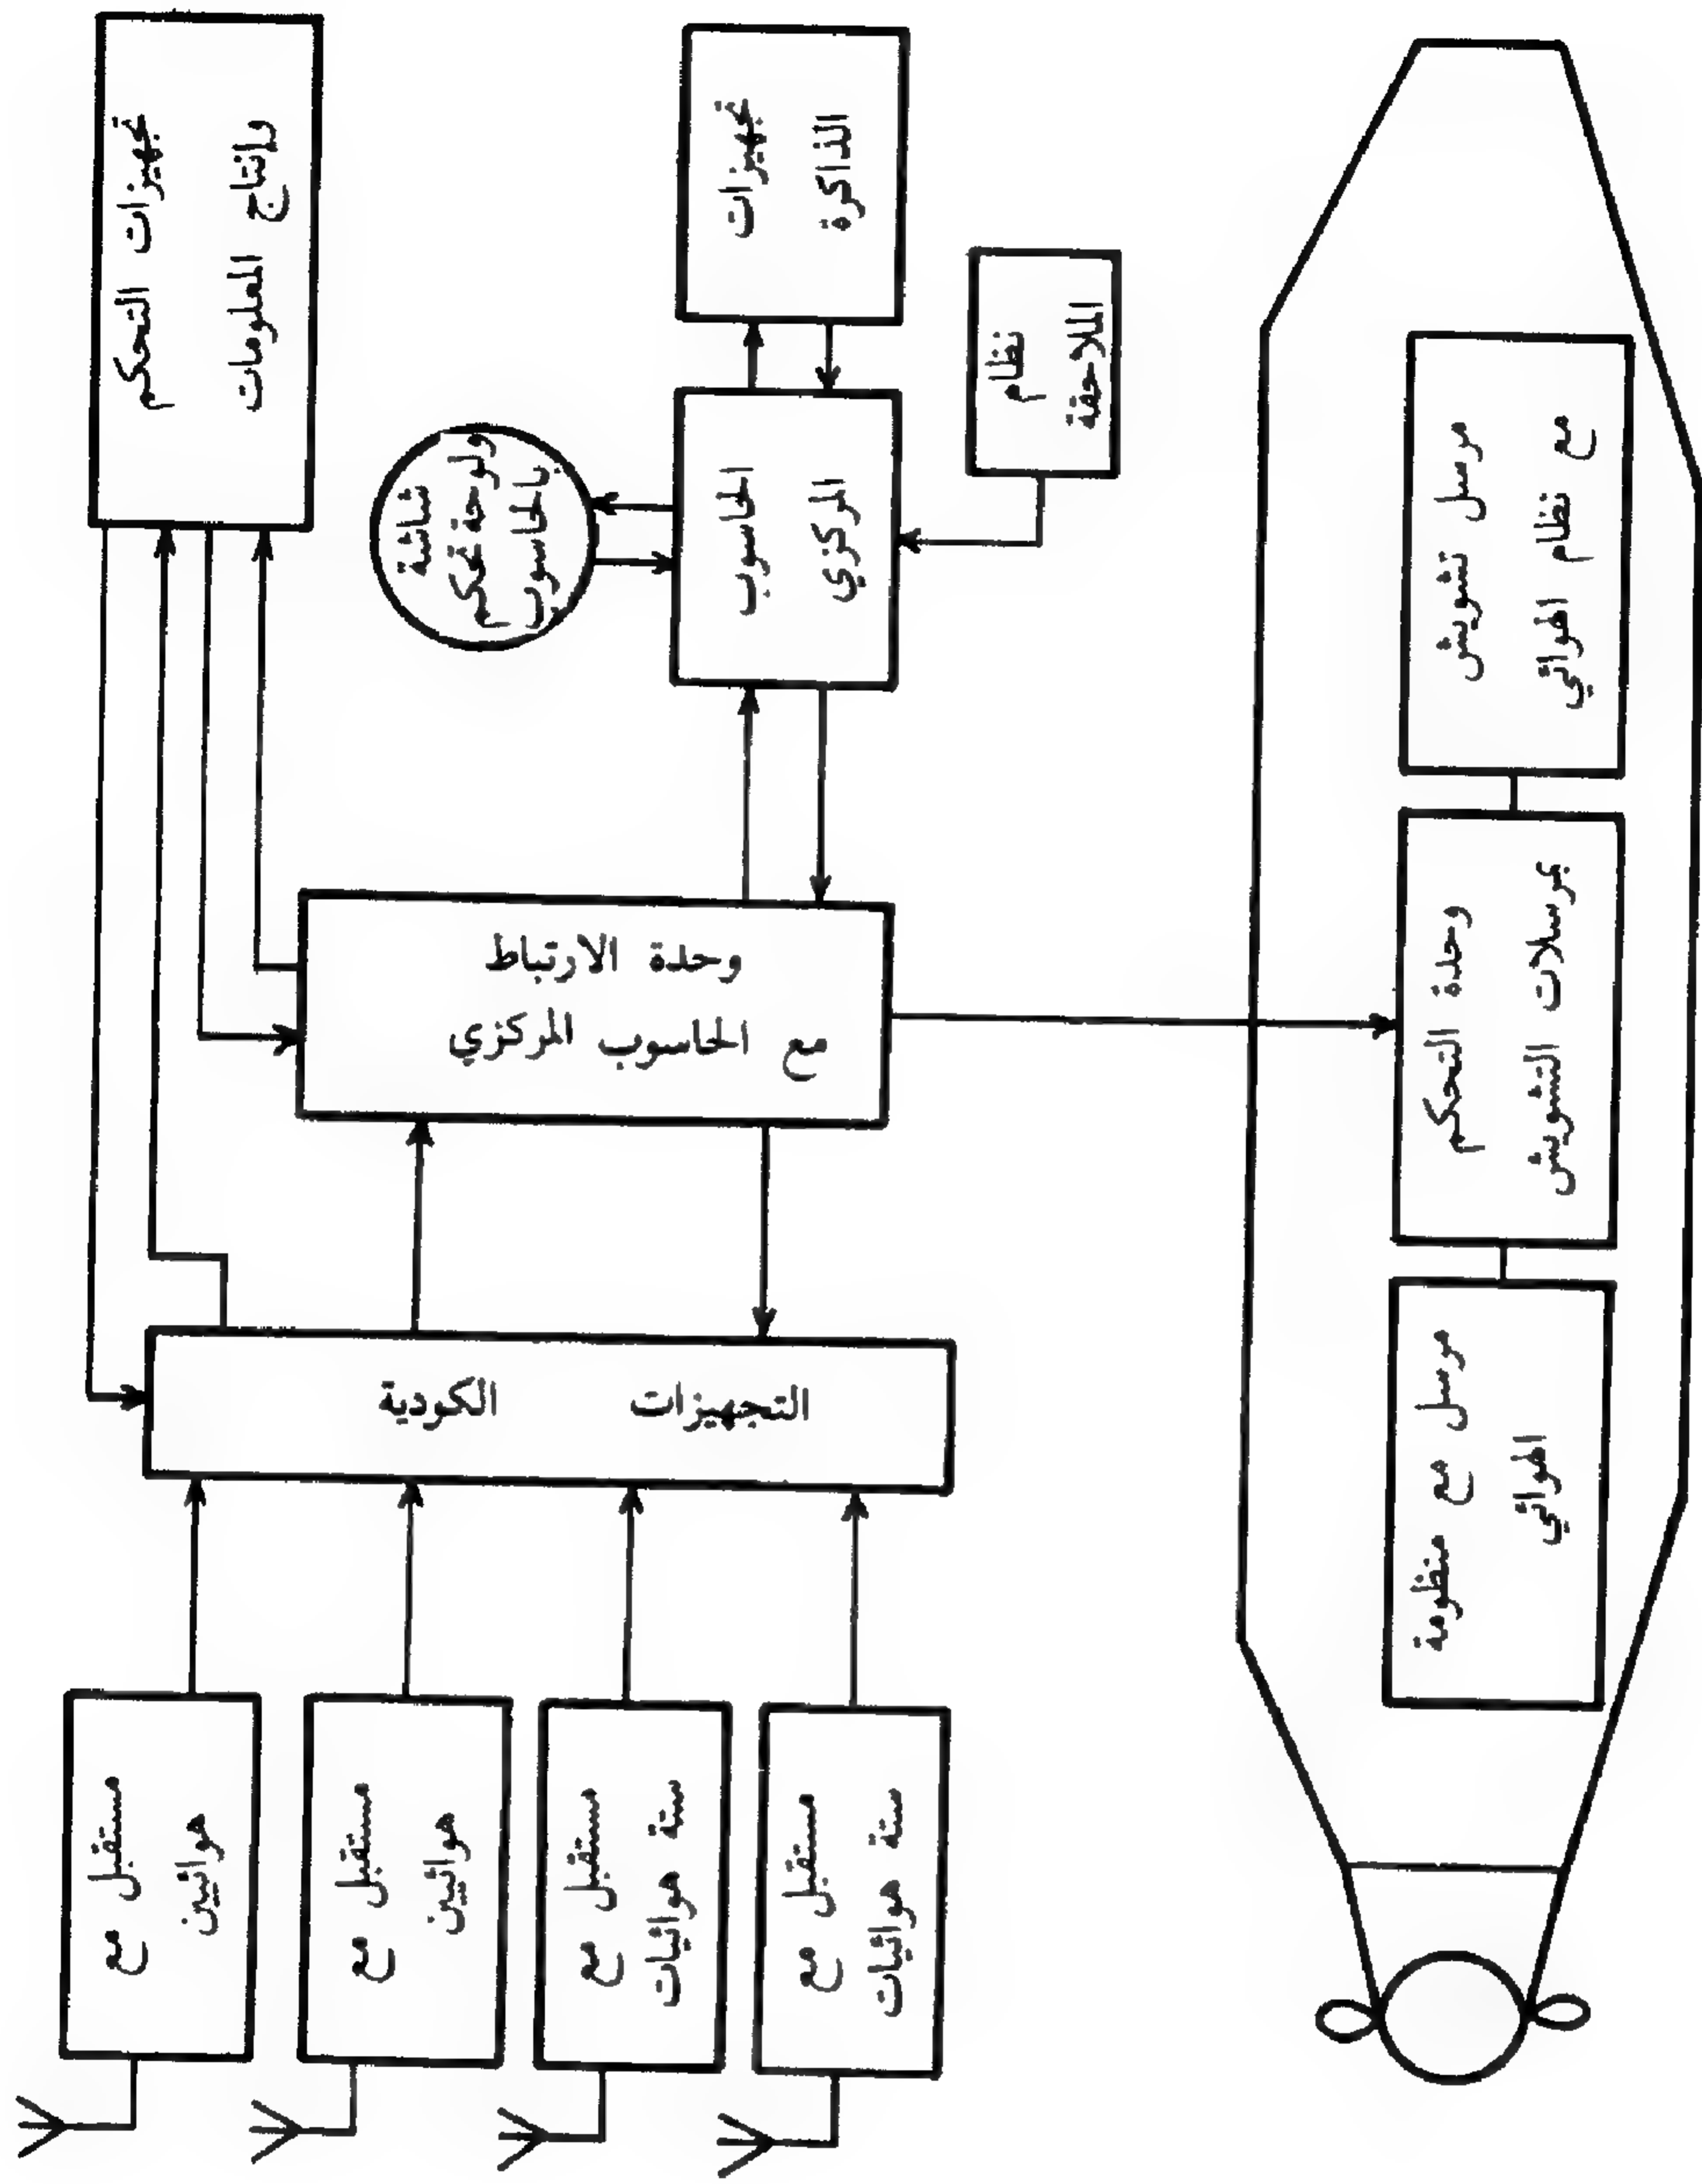 تجهيزات التحكم
وإنتاج المعلومات
تجهيزات
الذاكرة
نظام
الملاحقة
شاشة
ولوحة تحكم
بالحاسوب
الحاسوب
المركزي
وحدة الارتباط
مع الحاسوب المركزي
التجهيزات الكودية
مستقبل مع
هوائيين
مستقبل مع
هوائيين
مستقبل مع
ستة هوائيات
مستقبل مع
ستة هوائيات
مرسل تشويش
مع نظام الهوائي
وحدة التحكم
بمرسلات التشويش
مرسل مع منظومة
الهوائي